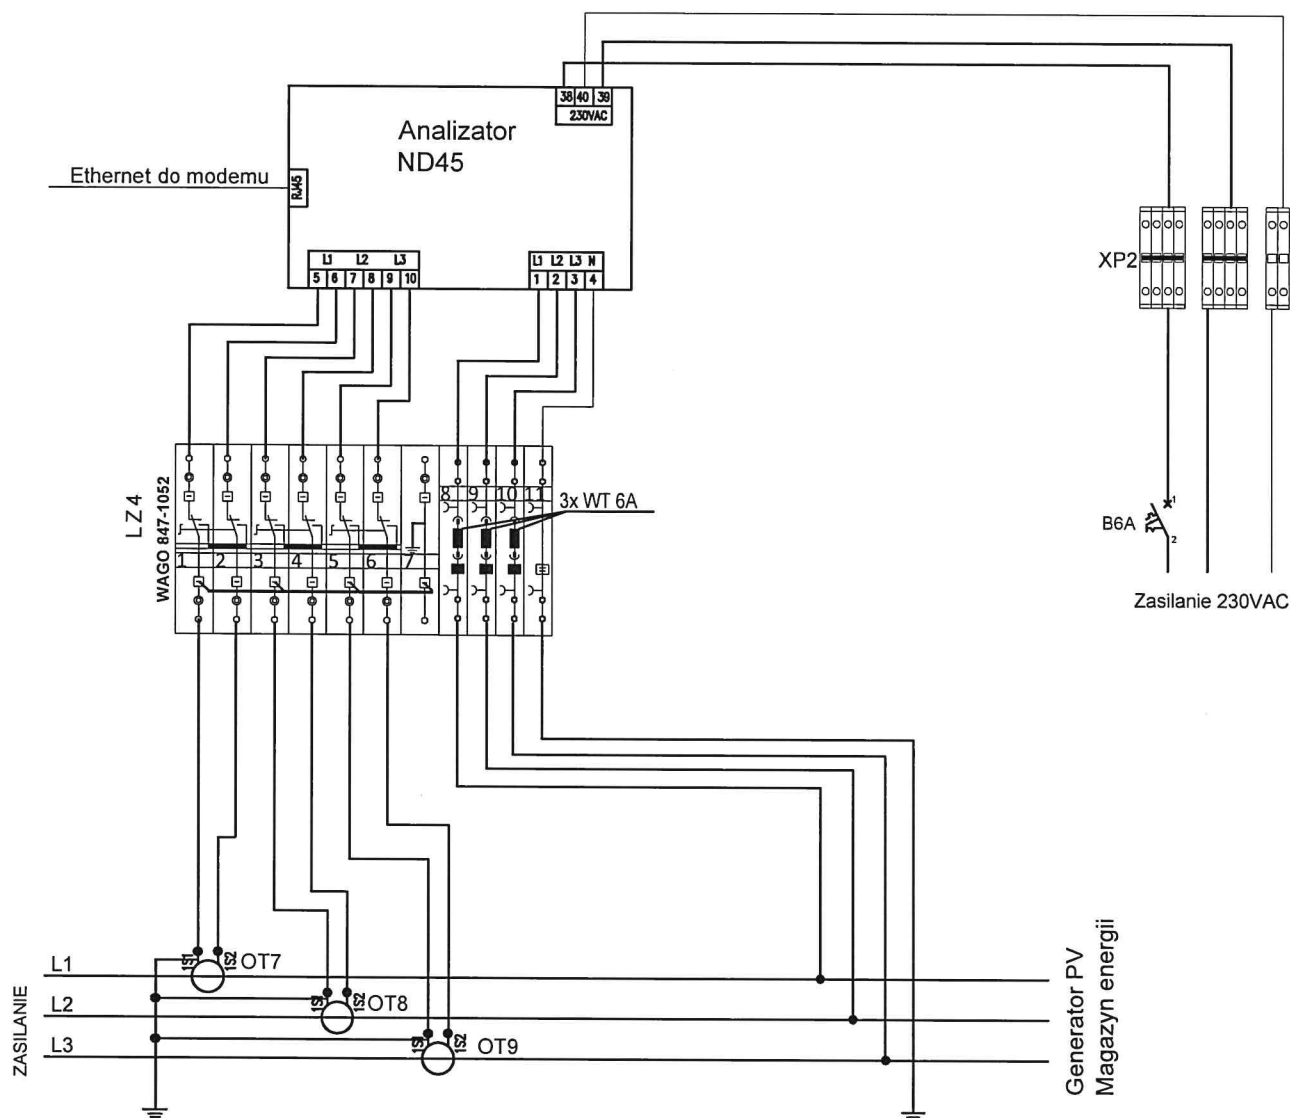 38 40 39
230VAC
Analizator
ND45
Ethernet do modemu
RJ45
L1 L2 L3
5 6 7 8 9 10
L1 L2 L3 N
1 2 3 4
XP2
LZ4
WAGO 847-1052
8 9 10 11
3x WT 6A
1 2 3 4 5 6 7
B6A
1
2
Zasilanie 230VAC
ZASILANIE
L1
1S1
1S2
OT7
L2
1S1
1S2
OT8
L3
1S1
1S2
OT9
Generator PV
Magazyn energii